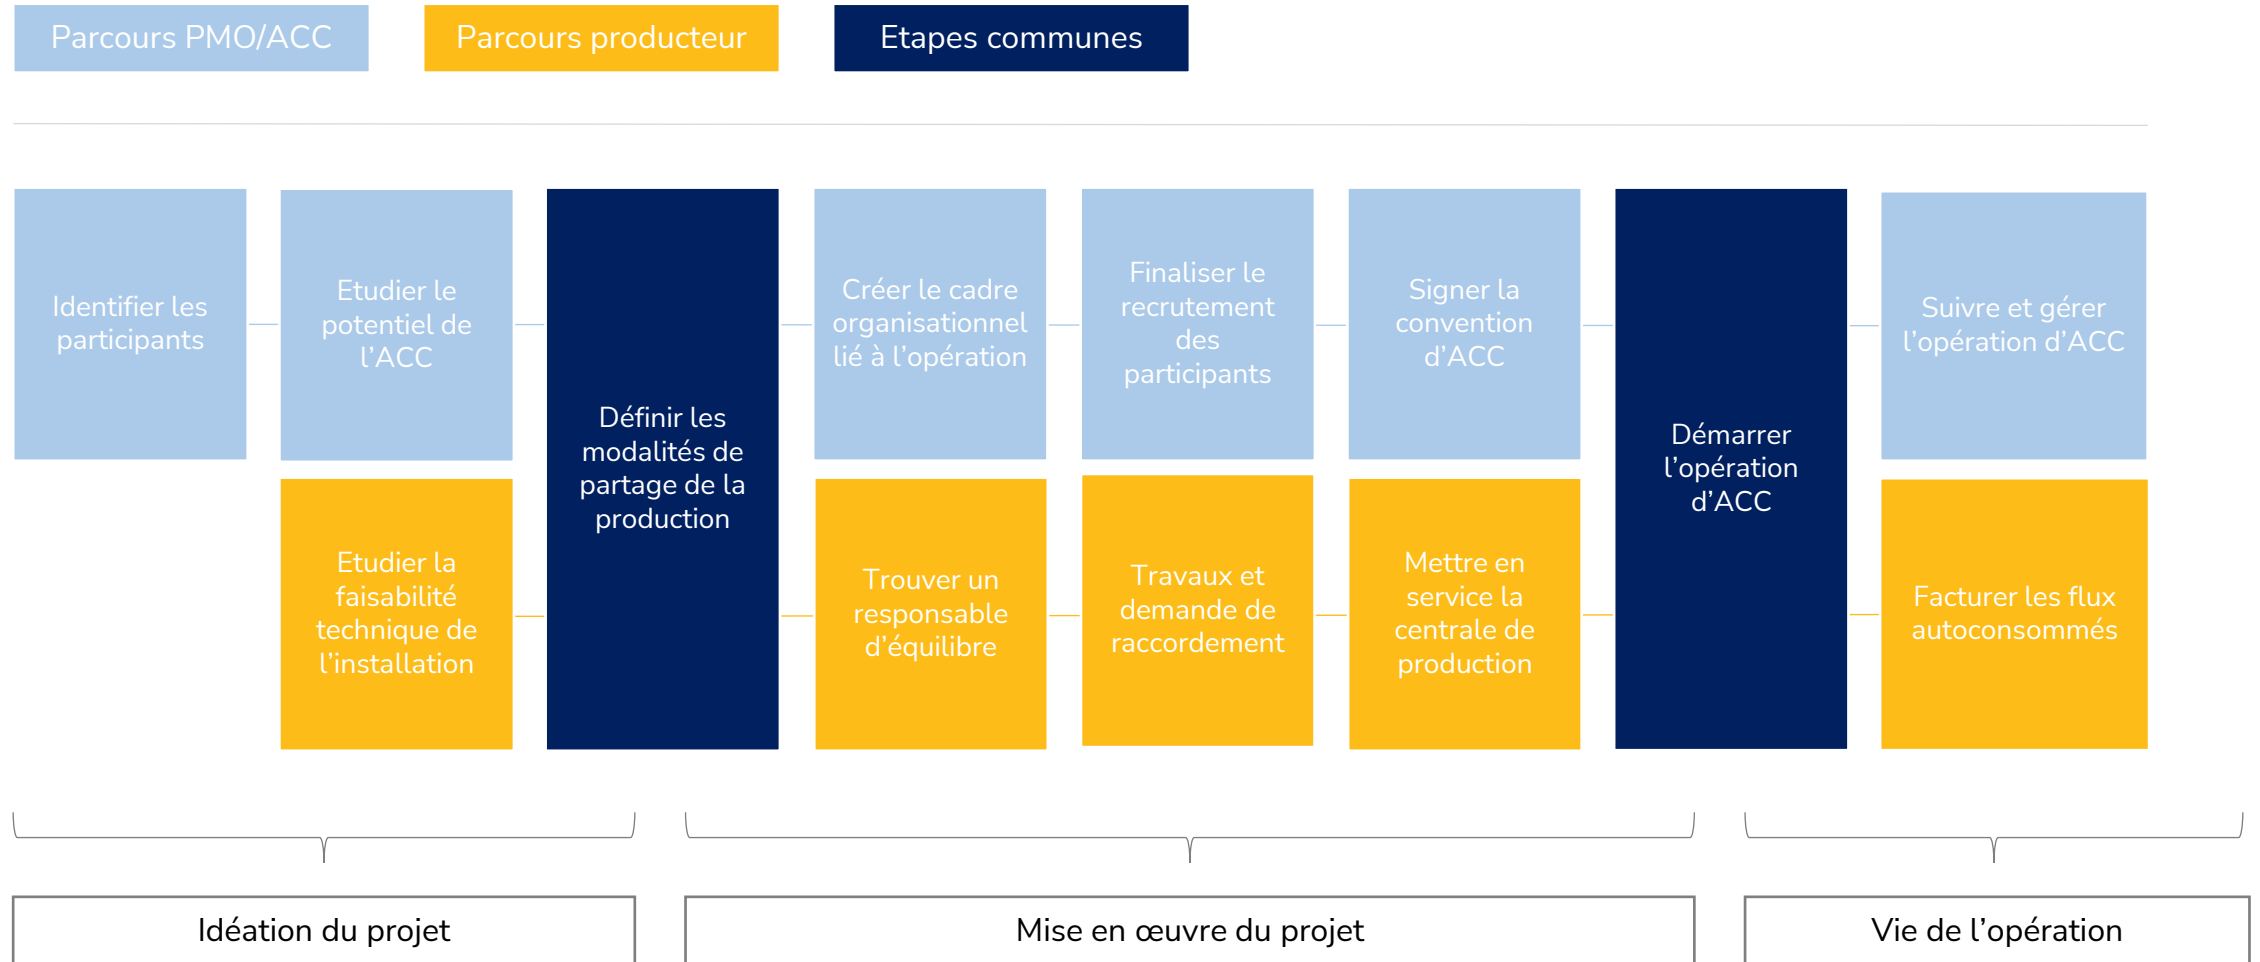 Parcours PMO/ACC
Parcours producteur
Etapes communes
Identifier les
participants
Etudier le
potentiel de
l’ACC
Etudier la
faisabilité
technique de
l’installation
Définir les
modalités de
partage de la
production
Créer le cadre
organisationnel
lié à l’opération
Trouver un
responsable
d’équilibre
Finaliser le
recrutement
des
participants
Travaux et
demande de
raccordement
Signer la
convention
d’ACC
Mettre en
service la
centrale de
production
Démarrer
l’opération
d’ACC
Suivre et gérer
l’opération d’ACC
Facturer les flux
autoconsommés
Idéation du projet
Mise en œuvre du projet
Vie de l’opération